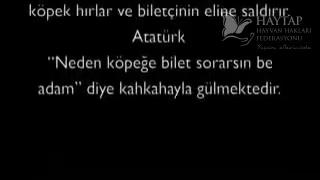 köpek hırlar ve biletçinin eline saldırır.
Atatürk
"Neden köpeğe bilet sorarsın be
adam” diye kahkahayla gülmektedir.
HAYTAP
HAYVAN HAKLARI
FEDERASYONU